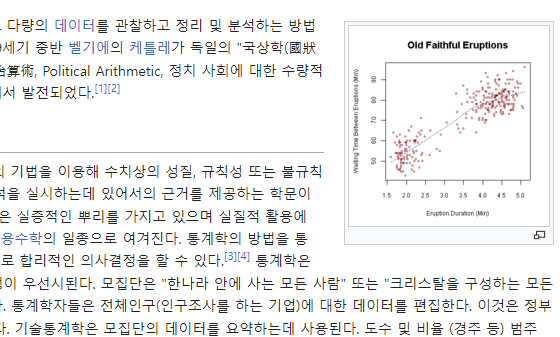 다량의 데이터를 관찰하고 정리 및 분석하는 방법
세기 중반 벨기에의 케틀레가 독일의 "국상학(國狀
算術, Political Arithmetic, 정치 사회에 대한 수량적
서 발전되었다.[1][2]
기법을 이용해 수치상의 성질, 규칙성 또는 불규칙
을 실시하는데 있어서의 근거를 제공하는 학문이
은 실증적인 뿌리를 가지고 있으며 실질적 활용에
용수학의 일종으로 여겨진다. 통계학의 방법을 통
로 합리적인 의사결정을 할 수 있다.[3][4] 통계학은
이 우선시된다. 모집단은 "한나라 안에 사는 모든 사람" 또는 "크리스탈을 구성하는 모든
통계학자들은 전체인구(인구조사를 하는 기업)에 대한 데이터를 편집한다. 이것은 정부
기술통계학은 모집단의 데이터를 요약하는데 사용된다. 도수 및 비율 (경주 등) 범주
Old Faithful Eruptions
Waiting Time Between Eruptions (Min)
90
80
70
60
50
1.5 2.0 2.5 3.0 3.5 4.0 4.5 5.0
Eruption Duration (Min)